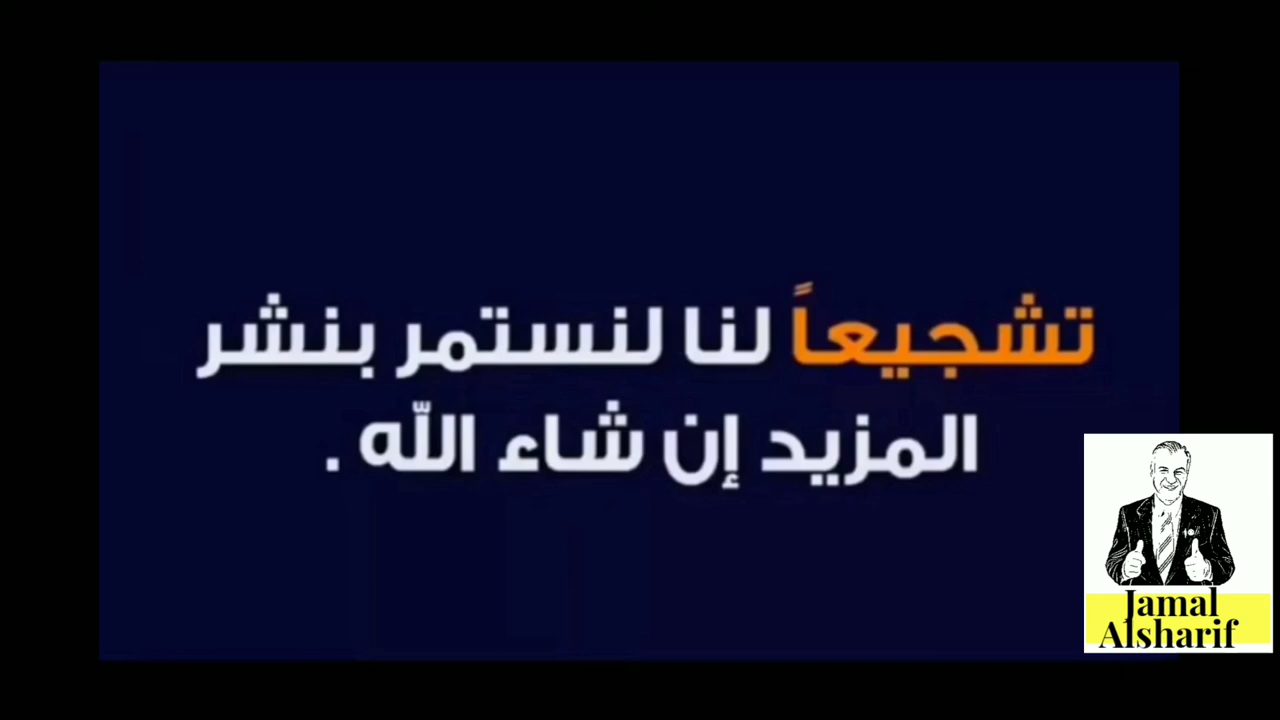 تشجيعاً لنا لنستمر بنشر
المزيد إن شاء الله .
Jamal
Alsharif